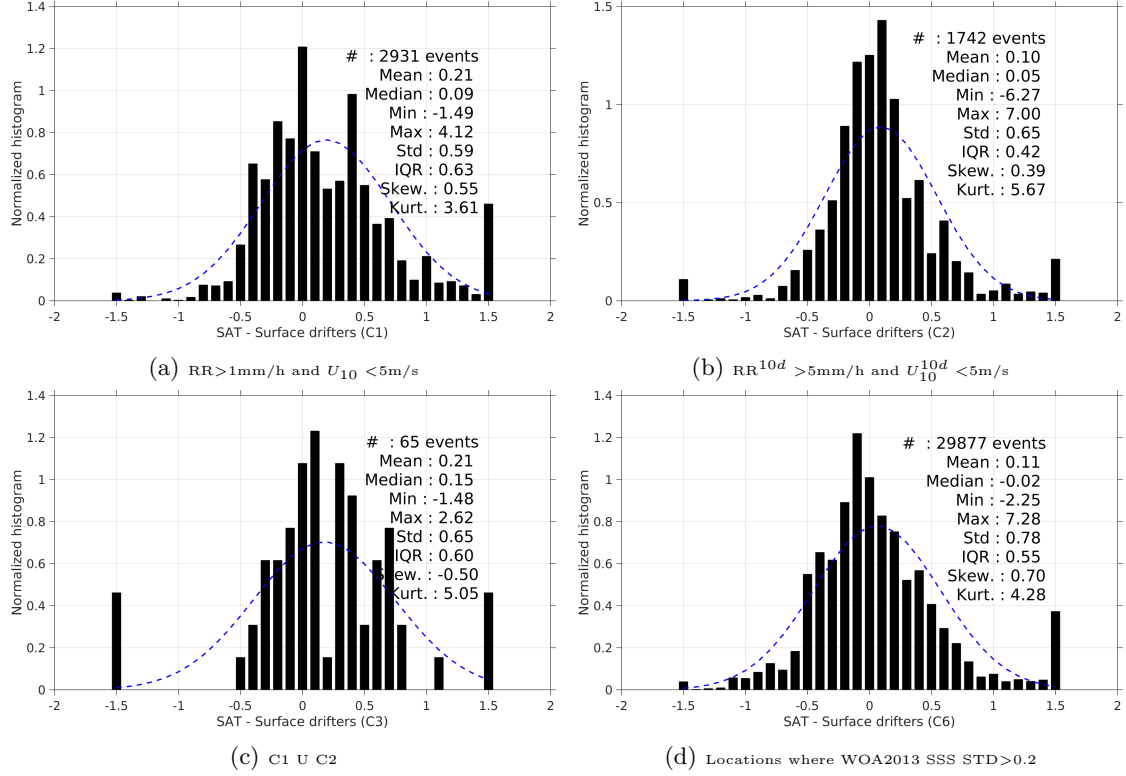 1.4
1.2
1
0.8
0.6
0.4
0.2
0
Normalized histogram
# : 2931 events
Mean : 0.21
Median : 0.09
Min : -1.49
Max : 4.12
Std : 0.59
IQR : 0.63
Skew. : 0.55
Kurt. : 3.61
-2 -1.5 -1 -0.5 0 0.5 1 1.5 2
SAT - Surface drifters (C1)
(a) RR>1mm/h and U10 <5m/s
1.5
1
0.5
0
Normalized histogram
# : 1742 events
Mean : 0.10
Median : 0.05
Min : -6.27
Max : 7.00
Std : 0.65
IQR : 0.42
Skew. : 0.39
Kurt. : 5.67
-2 -1.5 -1 -0.5 0 0.5 1 1.5 2
SAT - Surface drifters (C2)
(b) RR^10d >5mm/h and U_10^10d <5m/s
1.4
1.2
1
0.8
0.6
0.4
0.2
0
Normalized histogram
# : 65 events
Mean : 0.21
Median : 0.15
Min : -1.48
Max : 2.62
Std : 0.65
IQR : 0.60
Skew. : -0.50
Kurt. : 5.05
-2 -1.5 -1 -0.5 0 0.5 1 1.5 2
SAT - Surface drifters (C3)
(c) C1 U C2
1.4
1.2
1
0.8
0.6
0.4
0.2
0
Normalized histogram
# : 29877 events
Mean : 0.11
Median : -0.02
Min : -2.25
Max : 7.28
Std : 0.78
IQR : 0.55
Skew. : 0.70
Kurt. : 4.28
-2 -1.5 -1 -0.5 0 0.5 1 1.5 2
SAT - Surface drifters (C6)
(d) Locations where WOA2013 SSS STD>0.2